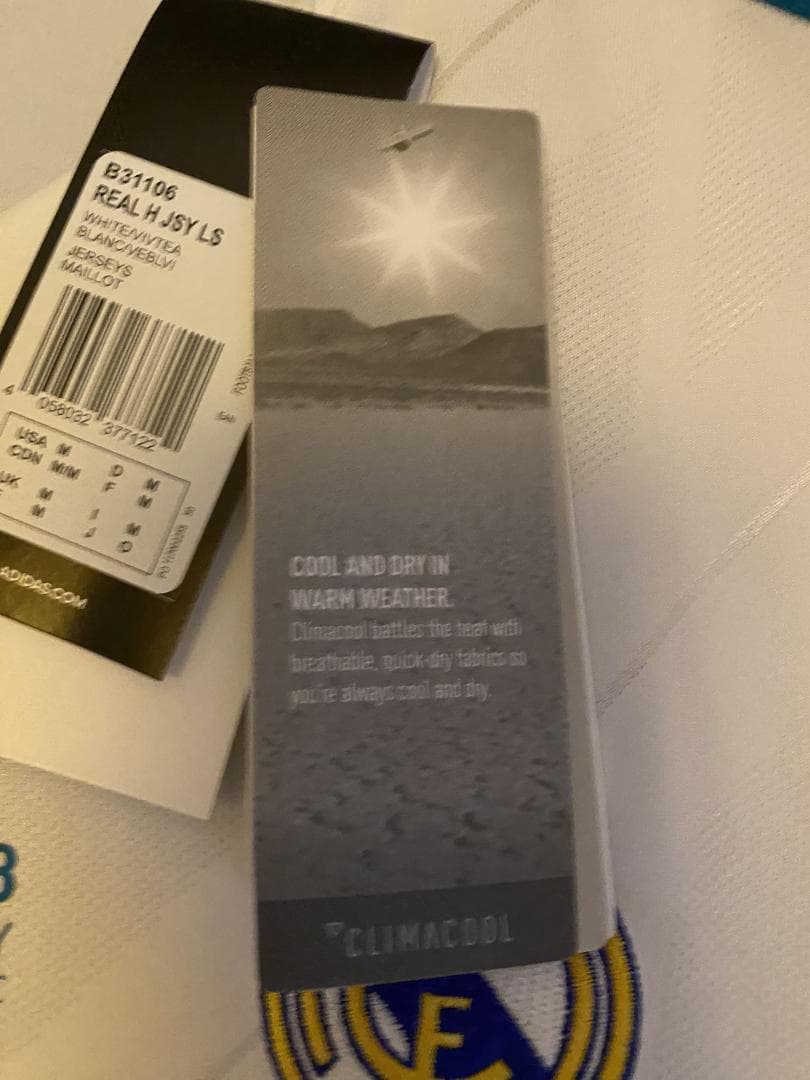 B31106
REAL H JSY LS
WHITE/VIVTEA
BLANC/VEBLVI
JERSEYS
MAILLOT
058032 377122
USA M D M
CDN M/M F M
UK M I M
M J O
ADIDAS.COM
COOL AND DRY IN
WARM WEATHER.
Climacool battles the heat with
breathable, quick-dry fabrics so
you're always cool and dry.
CLIMACOOL